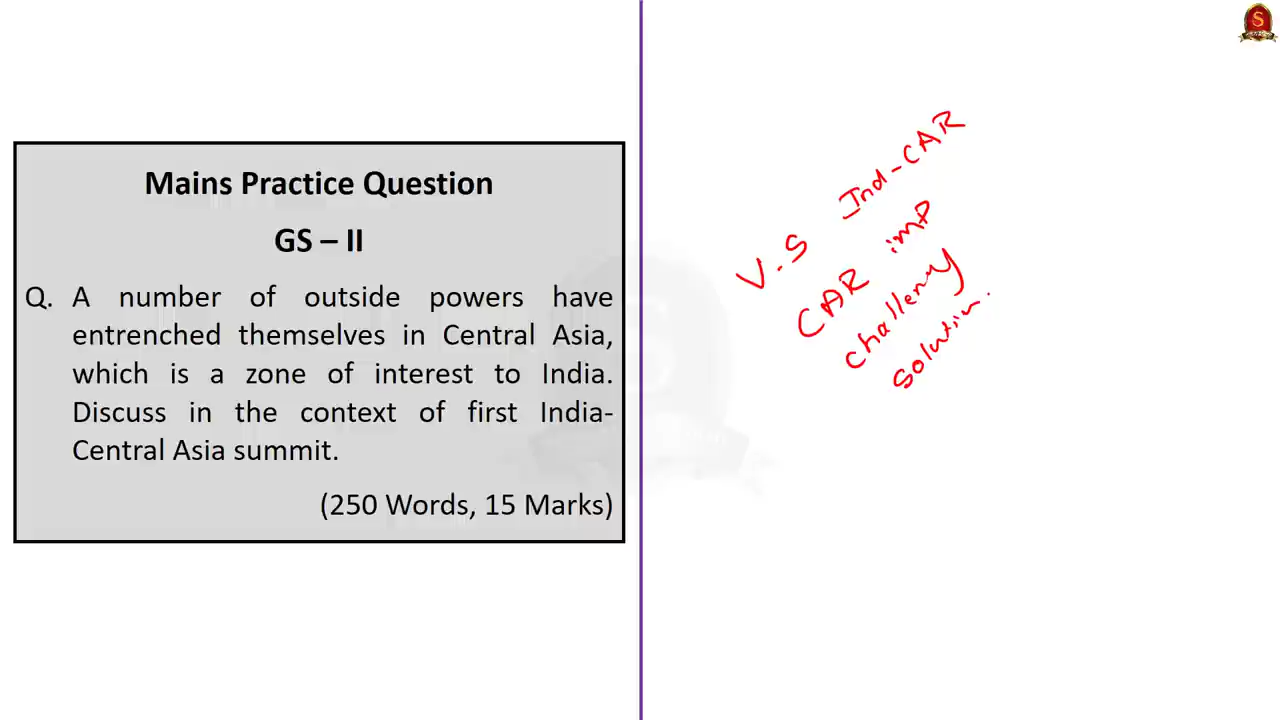 Mains Practice Question
GS – II
Q. A number of outside powers have
entrenched themselves in Central Asia,
which is a zone of interest to India.
Discuss in the context of first India-
Central Asia summit.
(250 Words, 15 Marks)
V.S Ind-CAR
CAR imp
challeng
solution.